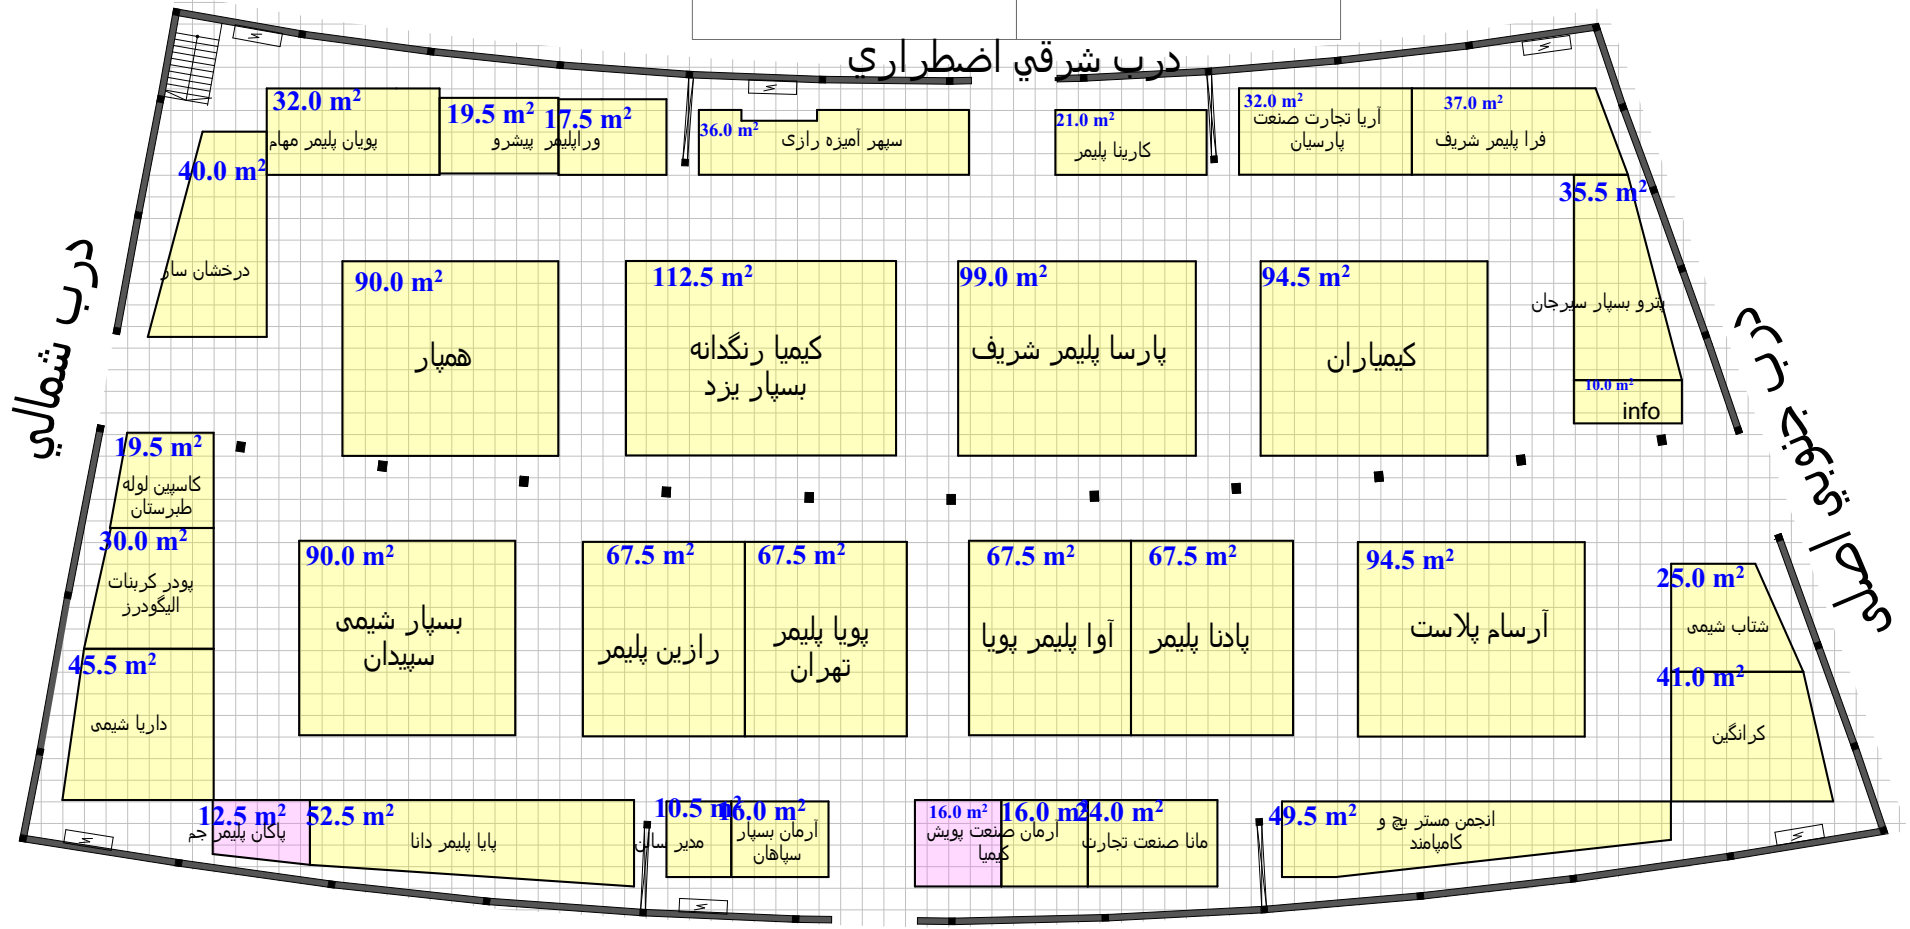 درب شرقي اضطراري
32.0 m²
پویان پلیمر مهام
19.5 m²
17.5 m²
وراپلیمر پیشرو
36.0 m²
سپهر آمیزه رازی
21.0 m²
کارینا پلیمر
32.0 m²
آریا تجارت صنعت
پارسیان
37.0 m²
فرا پلیمر شریف
40.0 m²
درخشان ساز
35.5 m²
پترو بسپار سیرجان
10.0 m²
info
درب شمالي
درب جنوبي اصلي
90.0 m²
همپار
112.5 m²
کیمیا رنگدانه
بسپار یزد
99.0 m²
پارسا پلیمر شریف
94.5 m²
کیمیاران
19.5 m²
کاسپین لوله
طبرستان
30.0 m²
پودر کربنات
الیگودرز
45.5 m²
داریا شیمی
90.0 m²
بسپار شیمی
سپیدان
67.5 m²
رازین پلیمر
67.5 m²
پویا پلیمر
تهران
67.5 m²
آوا پلیمر پویا
67.5 m²
پادنا پلیمر
94.5 m²
آرسام پلاست
25.0 m²
شتاب شیمی
41.0 m²
کرانگین
12.5 m²
پاکان پلیمر جم
52.5 m²
پایا پلیمر دانا
10.5 m²
مدیر سالن
16.0 m²
آرمان بسپار
سپاهان
16.0 m²
16.0 m²
آرمان صنعت پویش
کیمیا
24.0 m²
مانا صنعت تجارت
49.5 m²
انجمن مستر بچ و
کامپامند